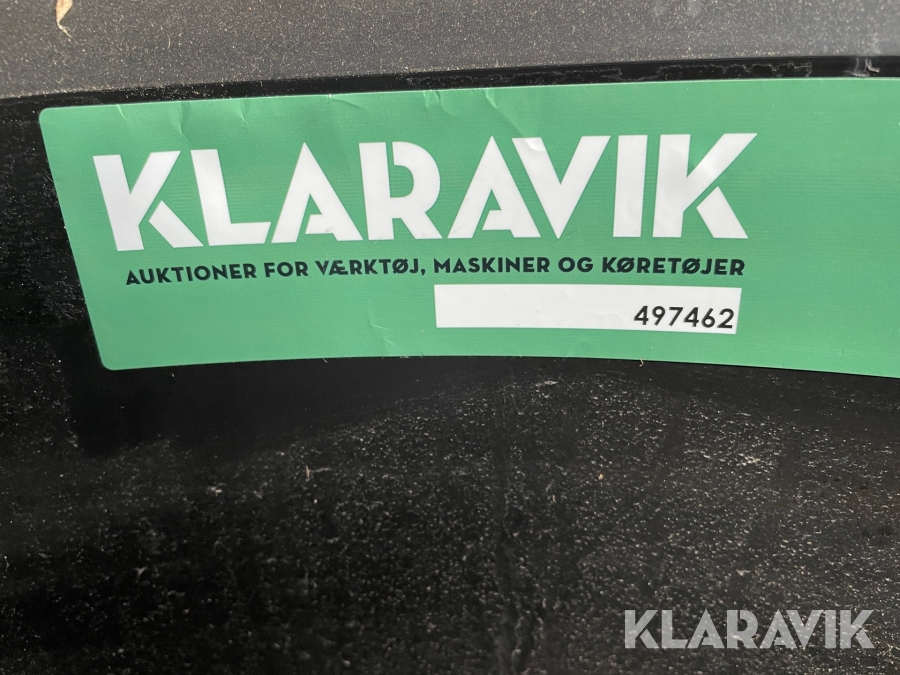 KLARAVIK
AUKTIONER FOR VÆRKTØJ, MASKINER OG KØRETØJER
497462
KLARAVIK